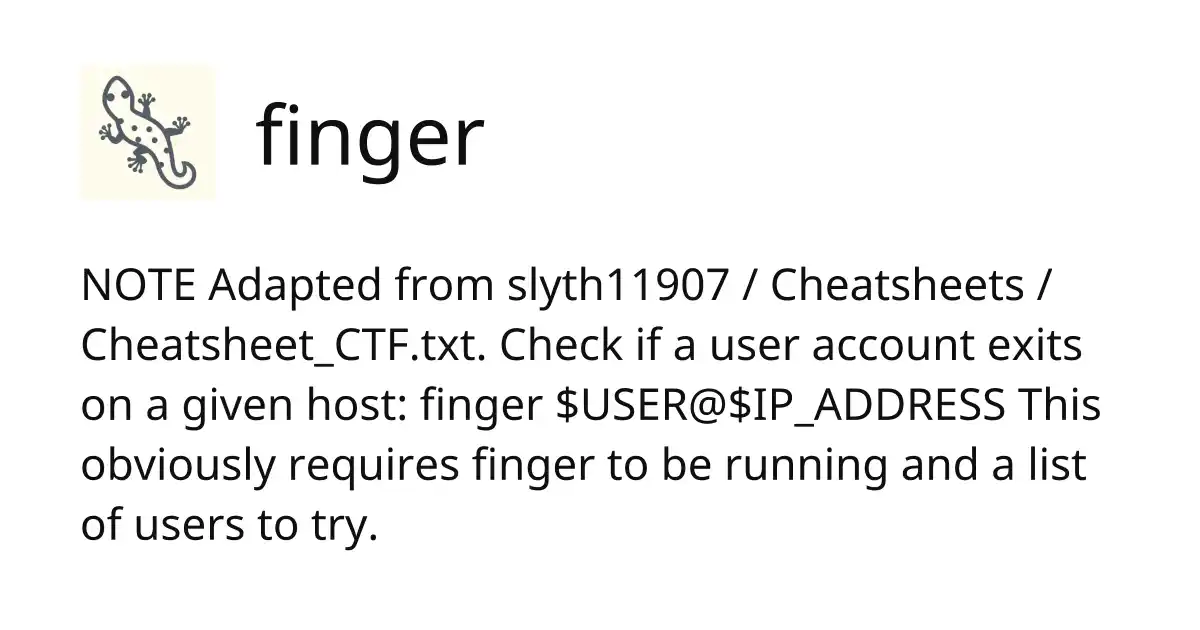 finger
NOTE Adapted from slyth11907 / Cheatsheets /
Cheatsheet_CTF.txt. Check if a user account exits
on a given host: finger $USER@$IP_ADDRESS This
obviously requires finger to be running and a list
of users to try.